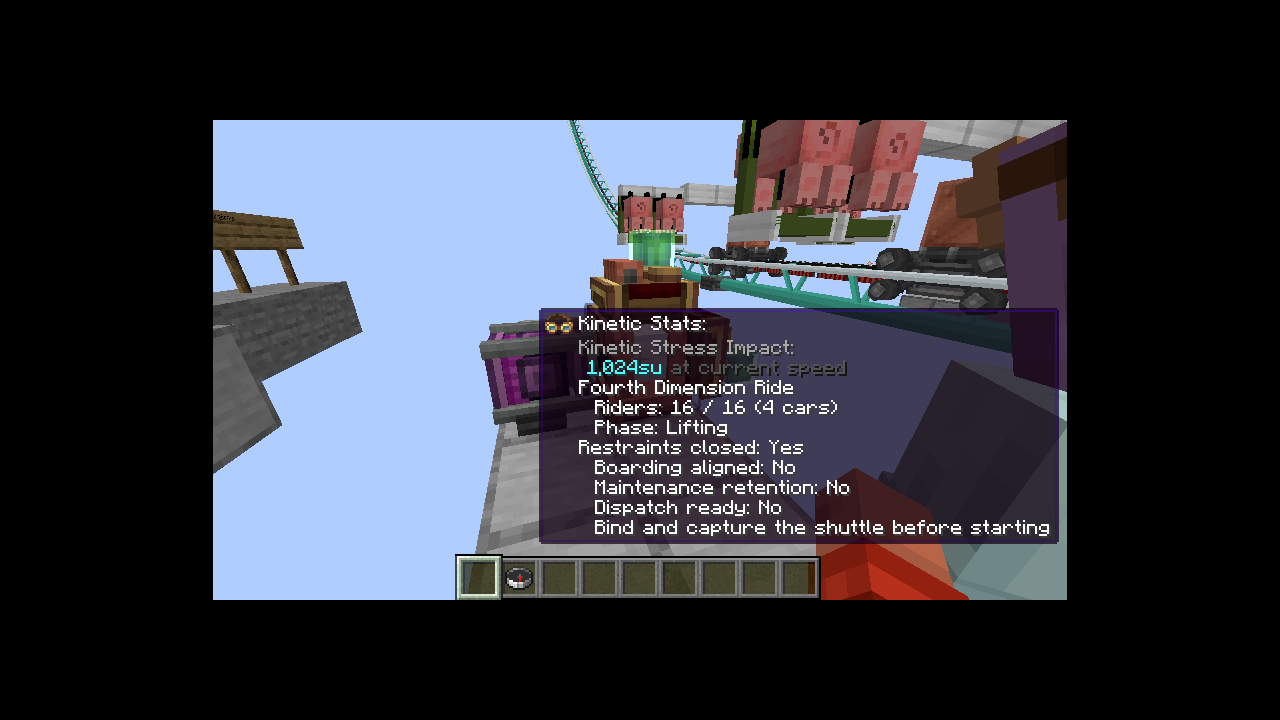 Kinetic Stats:
Kinetic Stress Impact:
1,024su at current speed
Fourth Dimension Ride
Riders: 16 / 16 (4 cars)
Phase: Lifting
Restraints closed: Yes
Boarding aligned: No
Maintenance retention: No
Dispatch ready: No
Bind and capture the shuttle before starting